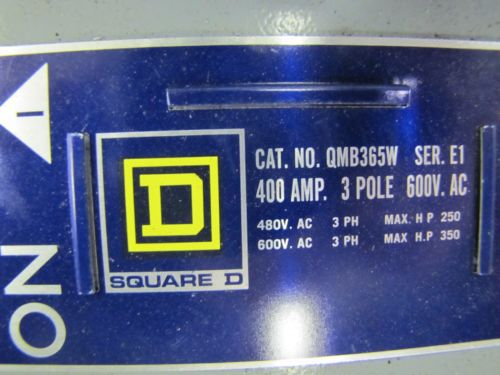 ON
D
SQUARE D
CAT. NO. QMB365W SER. E1
400 AMP. 3 POLE 600V. AC
480V. AC 3 PH MAX. H.P. 250
600V. AC 3 PH MAX H.P. 350